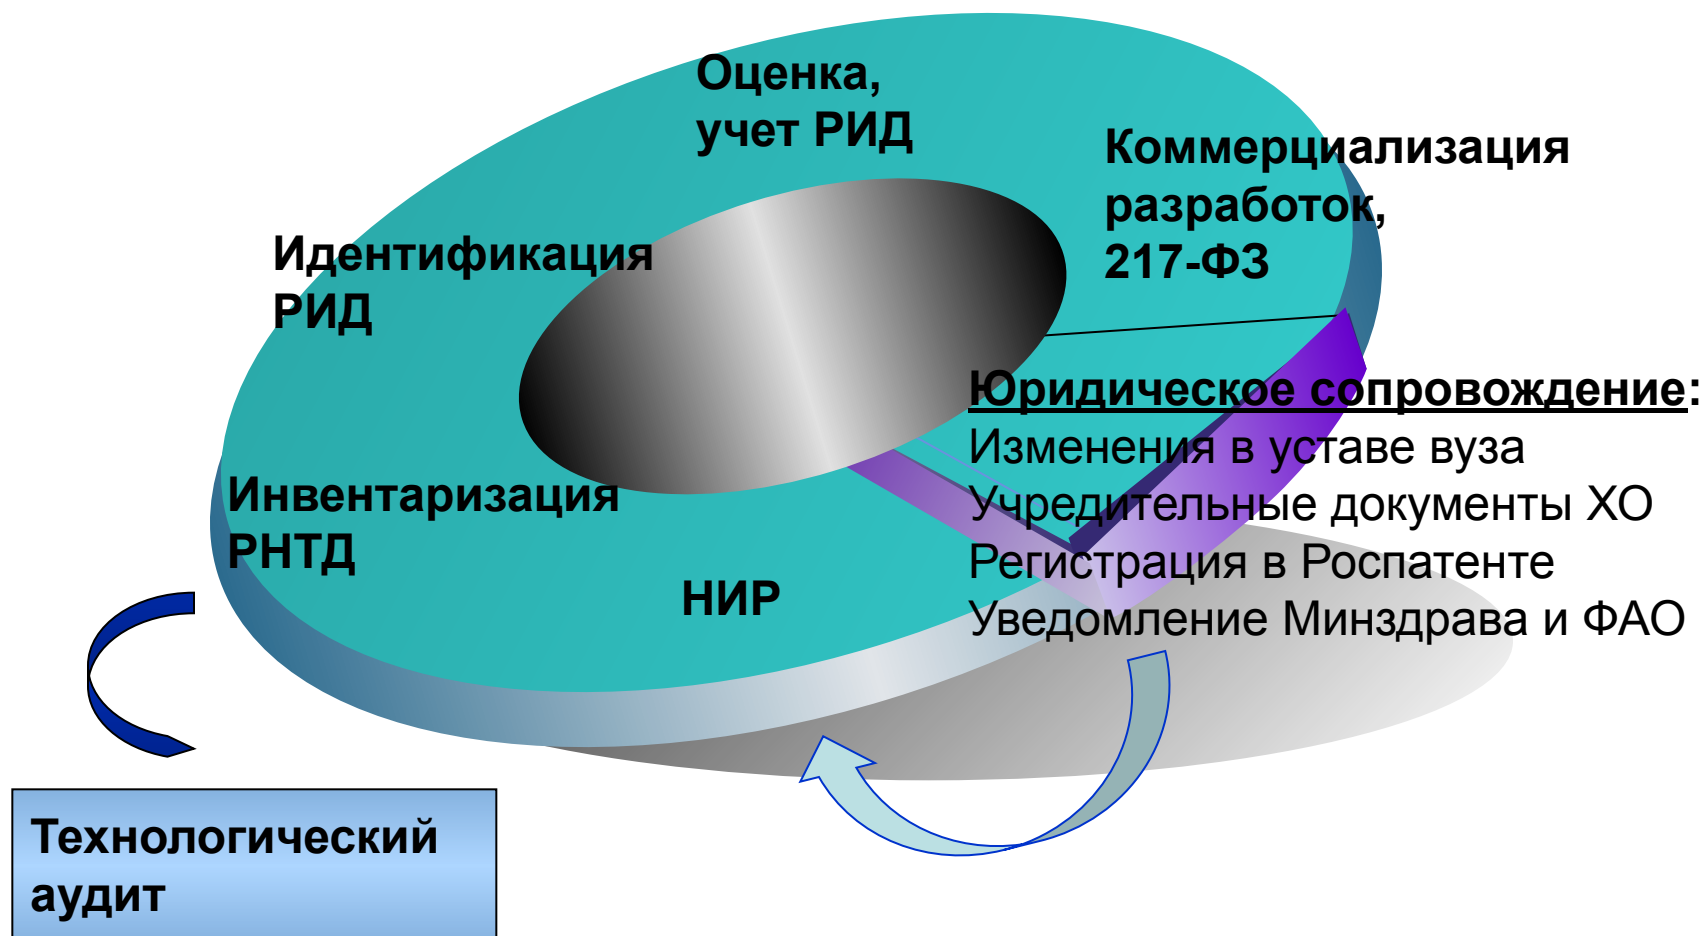 Оценка,
учет РИД
Коммерциализация
разработок,
217-ФЗ
Идентификация
РИД
Юридическое сопровождение:
Изменения в уставе вуза
Учредительные документы ХО
Регистрация в Роспатенте
Уведомление Минздрава и ФАО
Инвентаризация
РНТД
НИР
Технологический
аудит